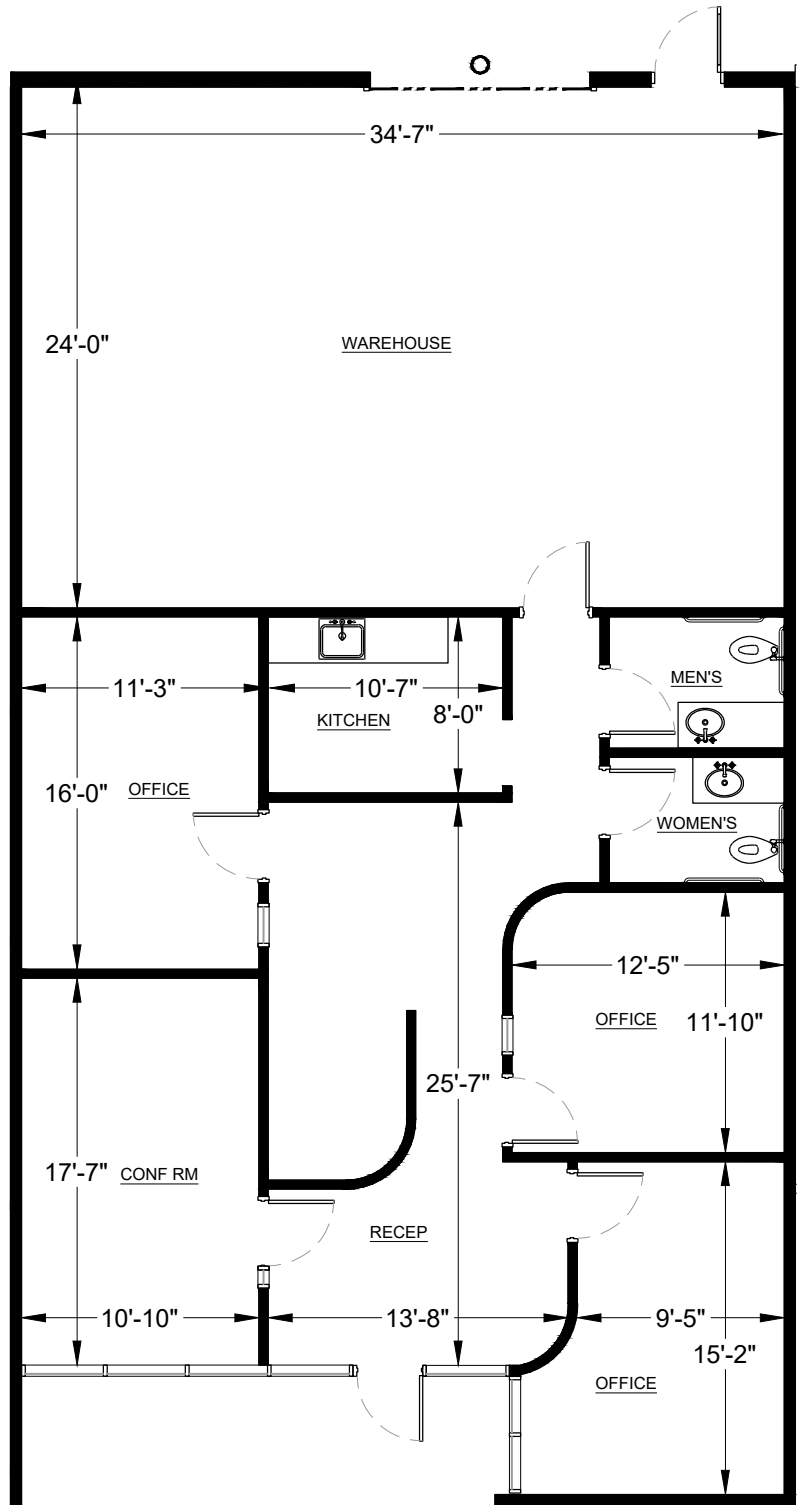 34'-7"
24'-0"
WAREHOUSE
11'-3"
10'-7"
MEN'S
KITCHEN
8'-0"
16'-0"
OFFICE
WOMEN'S
12'-5"
OFFICE
11'-10"
25'-7"
17'-7"
CONF RM
RECEP
10'-10"
13'-8"
9'-5"
15'-2"
OFFICE